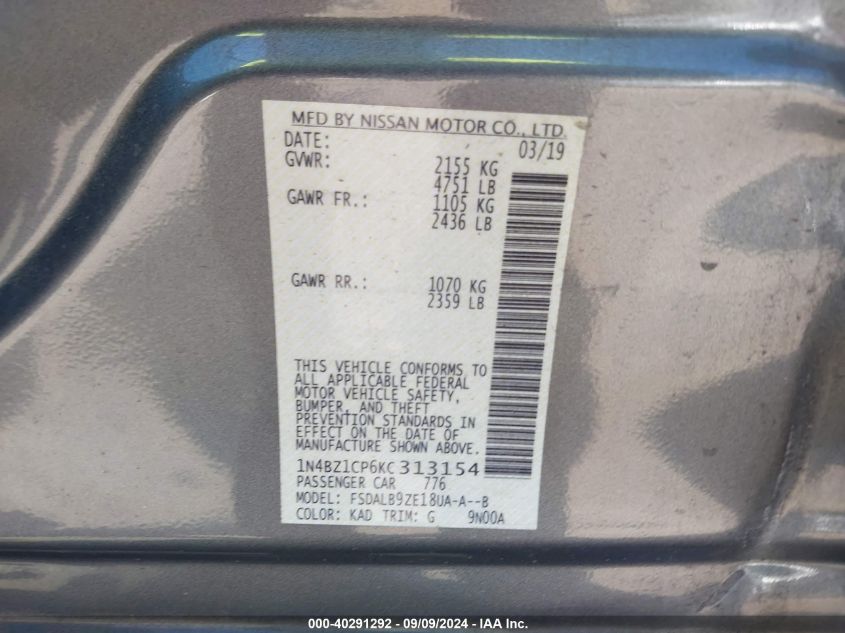 MFD BY NISSAN MOTOR CO., LTD.
DATE: 03/19
GVWR: 2155 KG
4751 LB
GAWR FR.: 1105 KG
2436 LB
GAWR RR.: 1070 KG
2359 LB
THIS VEHICLE CONFORMS TO
ALL APPLICABLE FEDERAL
MOTOR VEHICLE SAFETY,
BUMPER, AND THEFT
PREVENTION STANDARDS IN
EFFECT ON THE DATE OF
MANUFACTURE SHOWN ABOVE.
1N4BZ1CP6KC313154
PASSENGER CAR 776
MODEL: FSDALB9ZE18UA-A--B
COLOR: KAD TRIM: G 9N00A
000-40291292 - 09/09/2024 - IAA Inc.